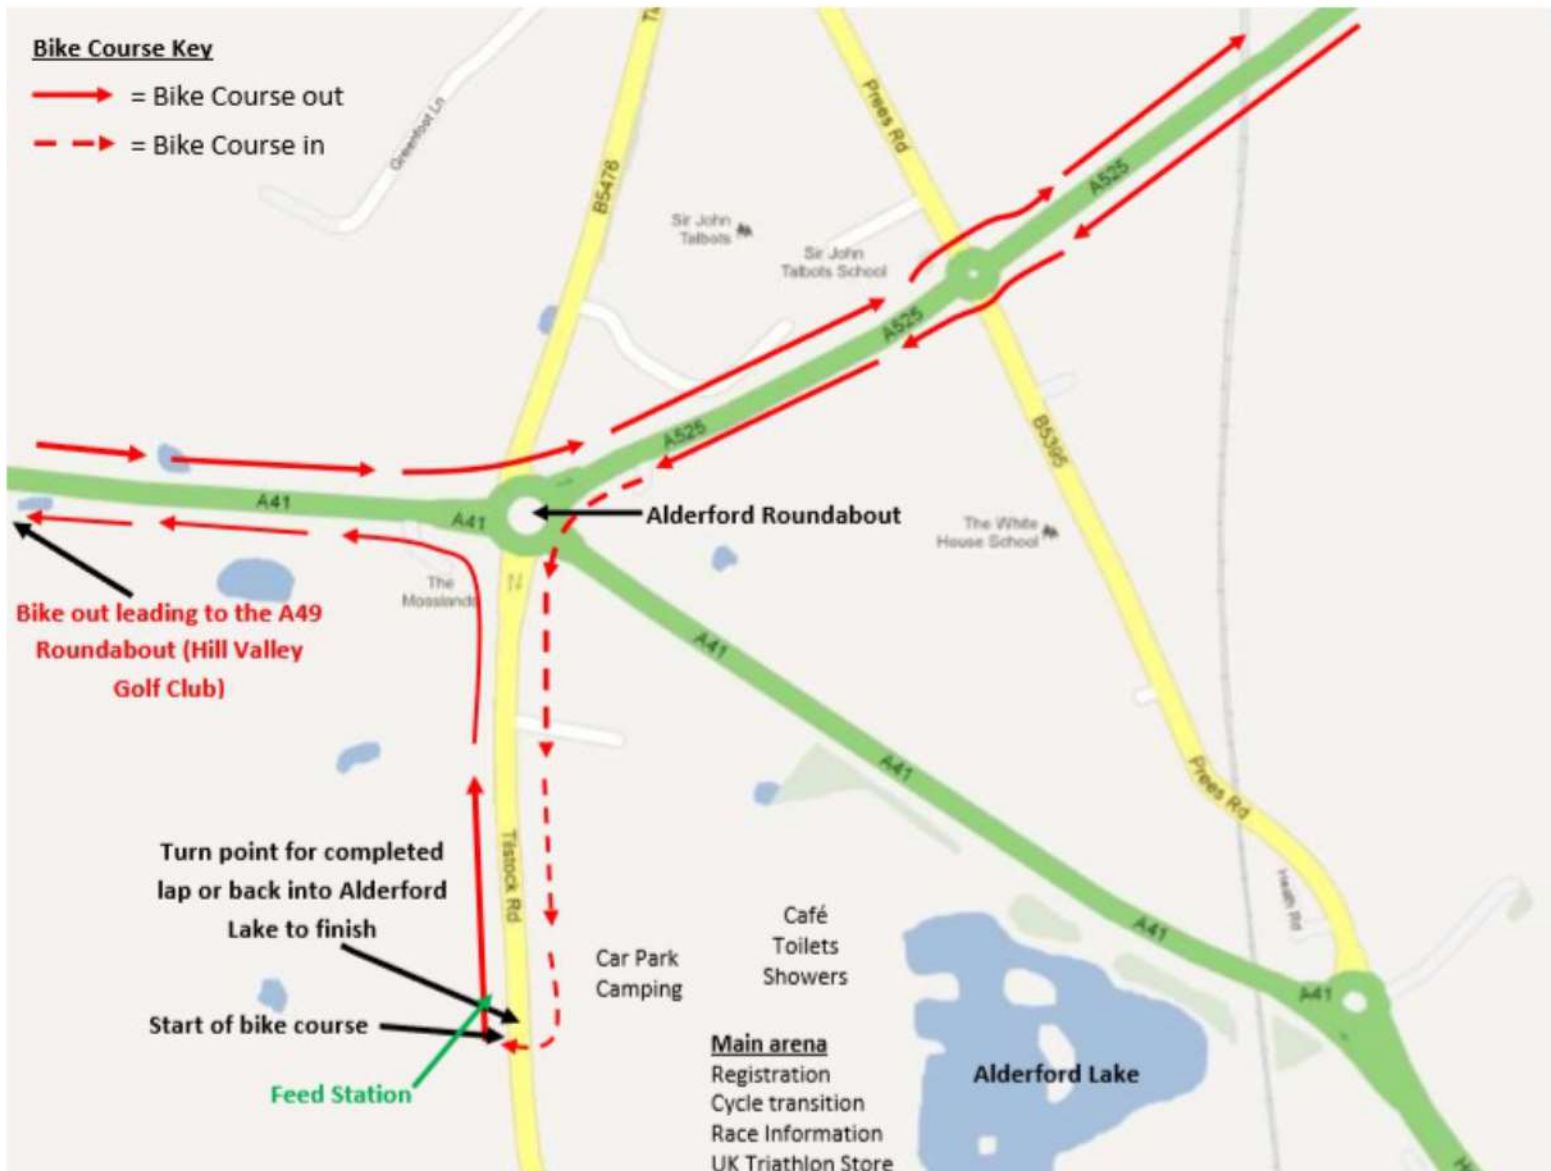 Bike Course Key
= Bike Course out
= Bike Course in
Greenfoot Ln
B5476
Prees Rd
A525
Sir John
Talbots
Sir John
Talbots School
A525
A525
B5395
A41
A41
Alderford Roundabout
The White
House School
The
Mosslands
Bike out leading to the A49
Roundabout (Hill Valley
Golf Club)
A41
A41
Prees Rd
Tilstock Rd
Turn point for completed
lap or back into Alderford
Lake to finish
Heath Rd
Café
Toilets
Showers
Car Park
Camping
A41
A41
Start of bike course
Feed Station
Main arena
Registration
Cycle transition
Race Information
UK Triathlon Store
Alderford Lake